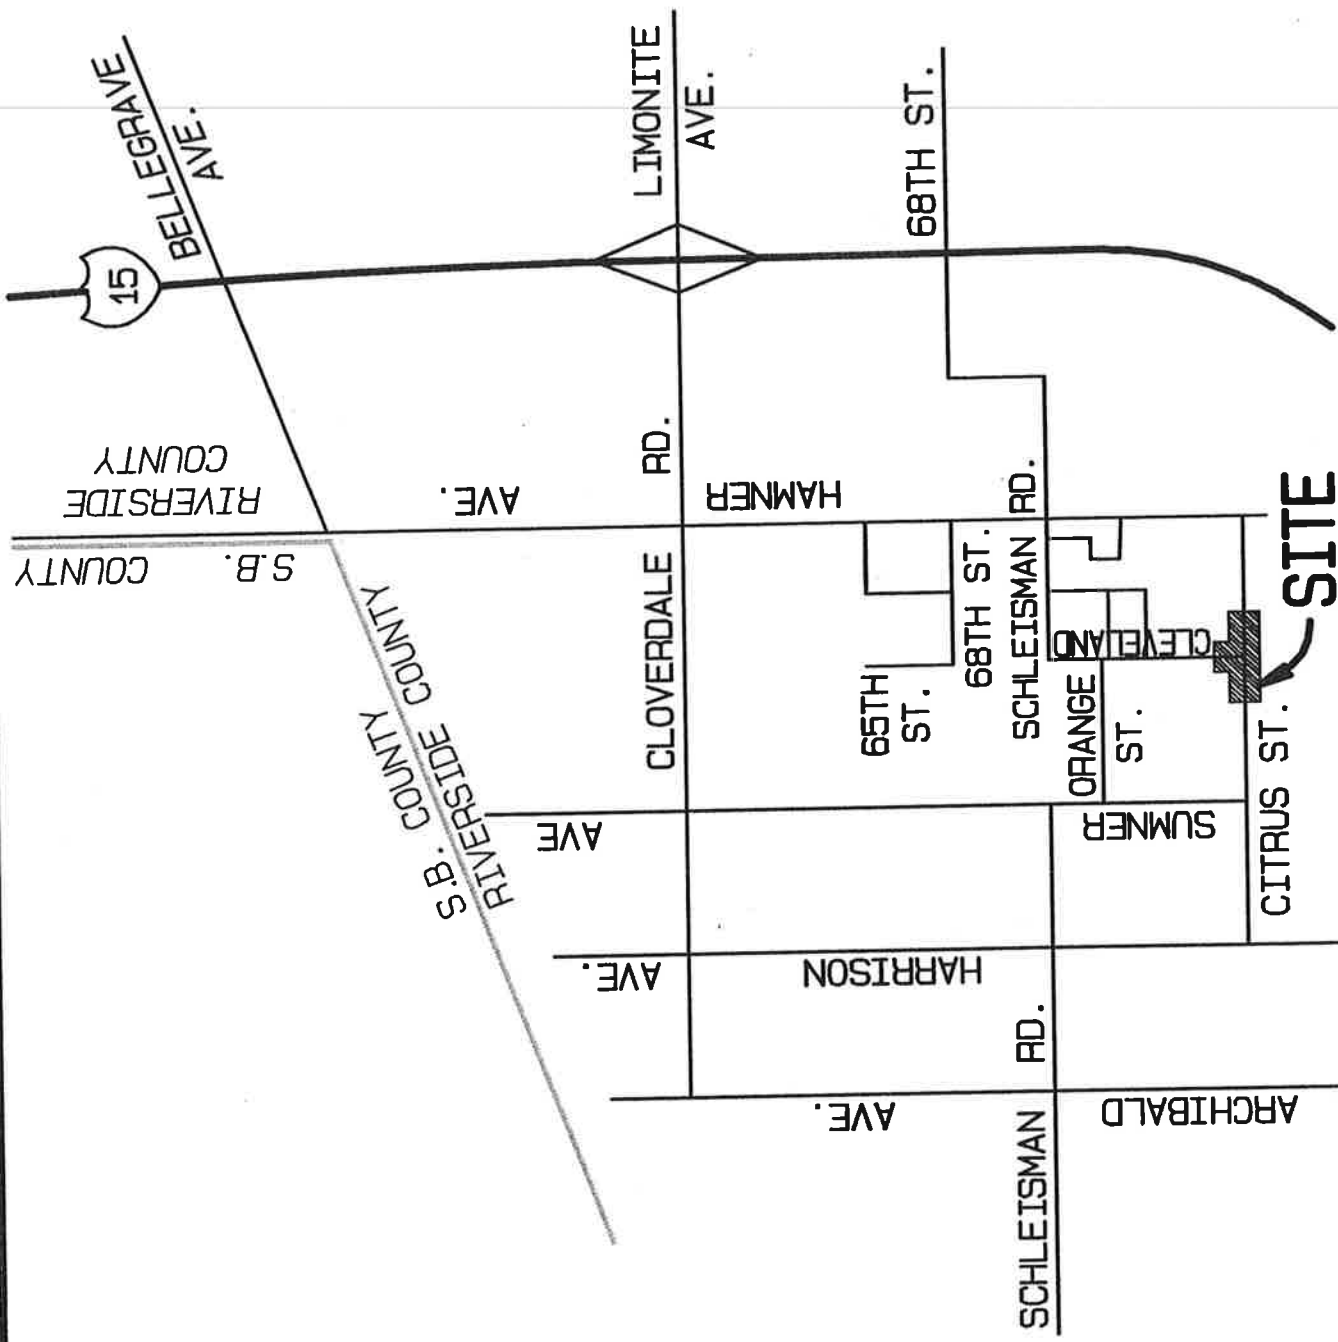 BELLEGRAVE
AVE.
15
LIMONITE
AVE.
68TH ST.
RIVERSIDE
COUNTY
S.B. COUNTY
HAMNER
AVE.
CLOVERDALE
RD.
S.B. COUNTY
RIVERSIDE COUNTY
65TH
ST.
68TH ST.
SCHLEISMAN RD.
CLEVELAND
ORANGE
ST.
SITE
CITRUS ST.
SUMNER
AVE
HARRISON
AVE.
SCHLEISMAN RD.
ARCHIBALD
AVE.